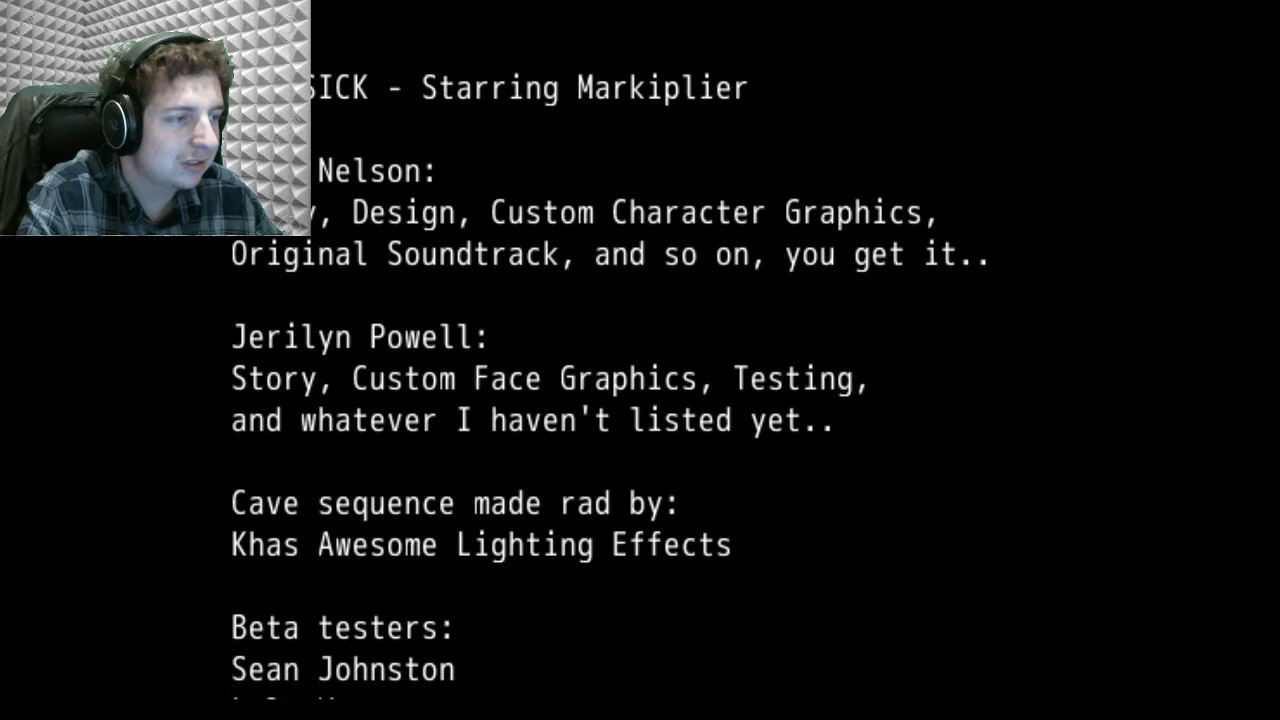 SICK - Starring Markiplier
Nelson:
Design, Custom Character Graphics,
Original Soundtrack, and so on, you get it..
Jerilyn Powell:
Story, Custom Face Graphics, Testing,
and whatever I haven't listed yet..
Cave sequence made rad by:
Khas Awesome Lighting Effects
Beta testers:
Sean Johnston